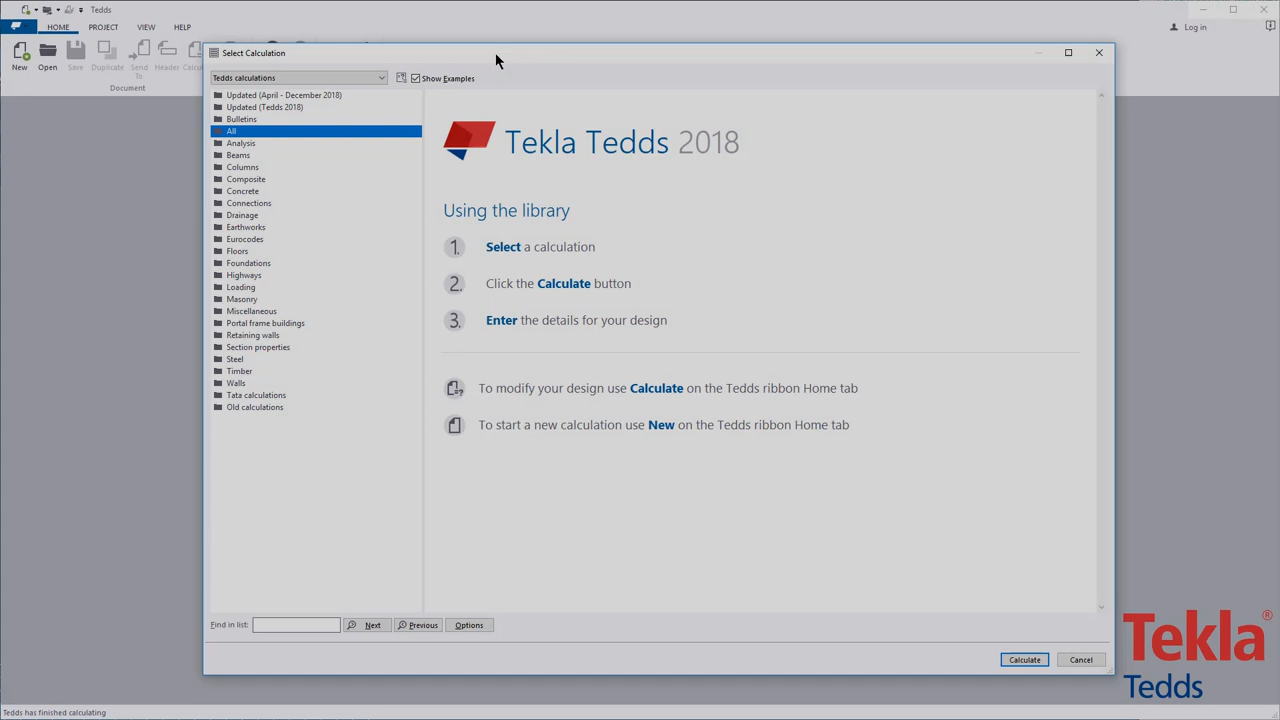 Tedds
HOME PROJECT VIEW HELP
Log in
New Open Save Duplicate Send To Header
Document
Select Calculation
Tedds calculations
Show Examples
Updated (April - December 2018)
Updated (Tedds 2018)
Bulletins
All
Analysis
Beams
Columns
Composite
Concrete
Connections
Drainage
Earthworks
Eurocodes
Floors
Foundations
Highways
Loading
Masonry
Miscellaneous
Portal frame buildings
Retaining walls
Section properties
Steel
Timber
Walls
Tata calculations
Old calculations
Tekla Tedds 2018
Using the library
1. Select a calculation
2. Click the Calculate button
3. Enter the details for your design
To modify your design use Calculate on the Tedds ribbon Home tab
To start a new calculation use New on the Tedds ribbon Home tab
Find in list: Next Previous Options
Calculate Cancel
Tekla®
Tedds
Tedds has finished calculating